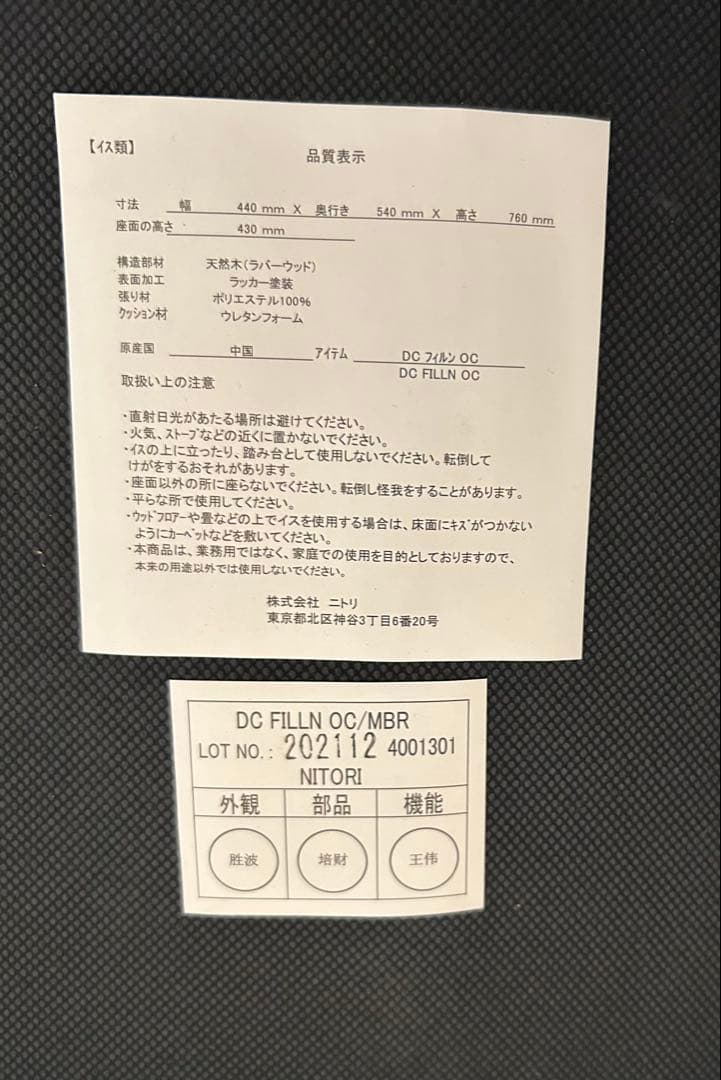 【イス類】
品質表示
寸法 幅 440 mm X 奥行き 540 mm X 高さ 760 mm
座面の高さ 430 mm
構造部材 天然木(ラバーウッド)
表面加工 ラッカー塗装
張り材 ポリエステル100%
クッション材 ウレタンフォーム
原産国 中国 アイテム DC フィルン OC
DC FILLN OC
取扱い上の注意
・直射日光があたる場所は避けてください。
・火気、ストーブなどの近くに置かないでください。
・イスの上に立ったり、踏み台として使用しないでください。転倒して
けがをするおそれがあります。
・座面以外の所に座らないでください。転倒し怪我をすることがあります。
・平らな所で使用してください。
・ウッドフロアーや畳などの上でイスを使用する場合は、床面にキズがつかない
ようにカーペットなどを敷いてください。
・本商品は、業務用ではなく、家庭での使用を目的としておりますので、
本来の用途以外では使用しないでください。
株式会社 ニトリ
東京都北区神谷3丁目6番20号
DC FILLN OC/MBR
LOT NO.: 202112 4001301
NITORI
外観 部品 機能
胜波 培财 王伟